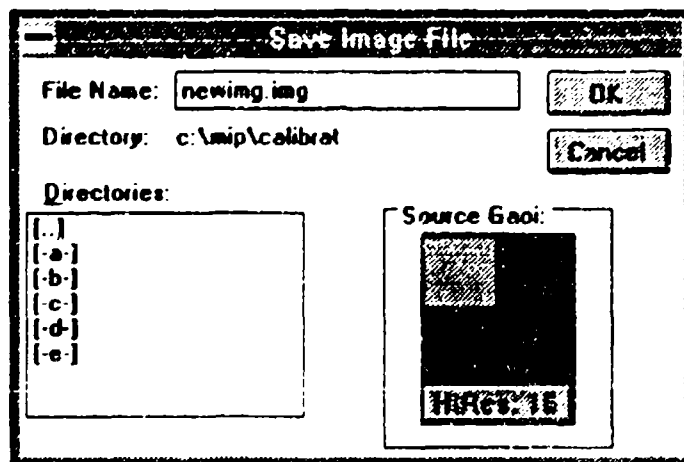 Save Image File
File Name: newimg.img OK
Directory: c:\mip\calibrat Cancel
Directories:
[..]
[-a-]
[-b-]
[-c-]
[-d-]
[-e-]
Source Gaoi:
HiRes: 16